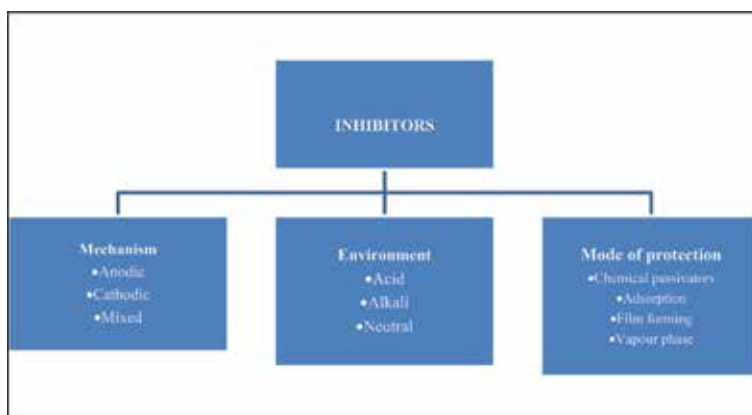 INHIBITORS
Mechanism
•Anodic
•Cathodic
•Mixed
Environment
•Acid
•Alkali
•Neutral
Mode of protection
•Chemical passivators
•Adsorption
•Film forming
•Vapour phase